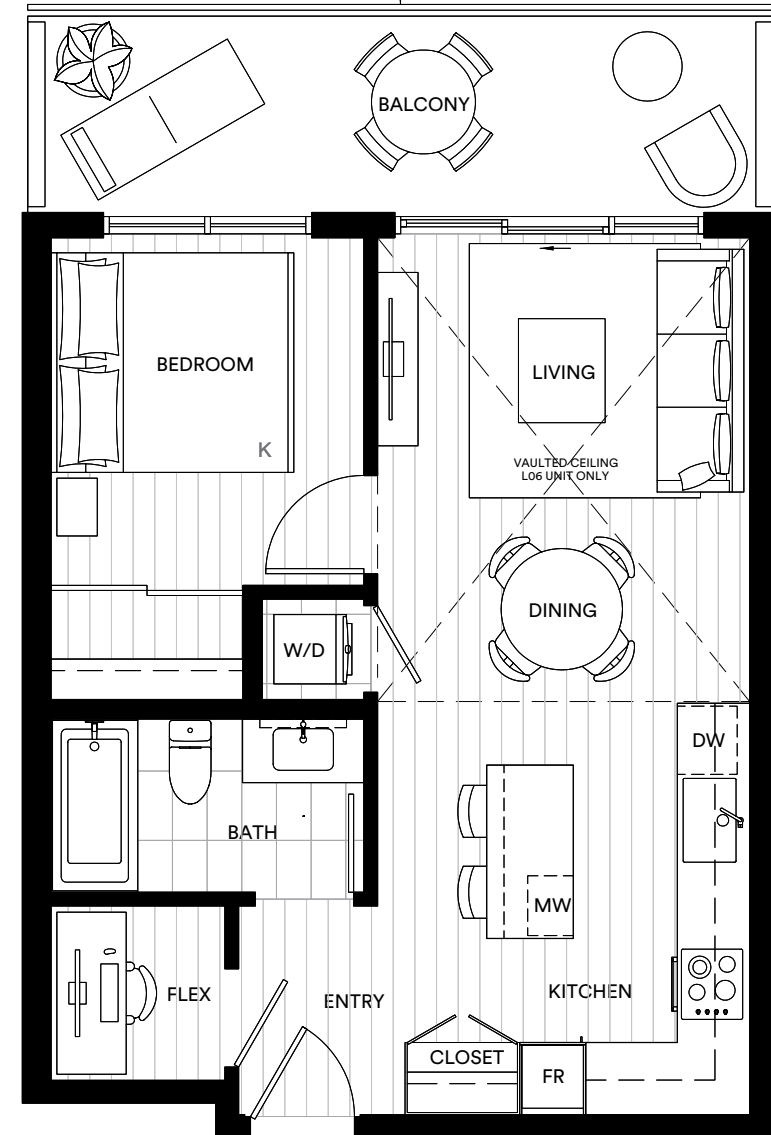 BALCONY
BEDROOM
K
LIVING
VAULTED CEILING
L06 UNIT ONLY
DINING
W/D
DW
BATH
MW
FLEX
ENTRY
KITCHEN
CLOSET
FR